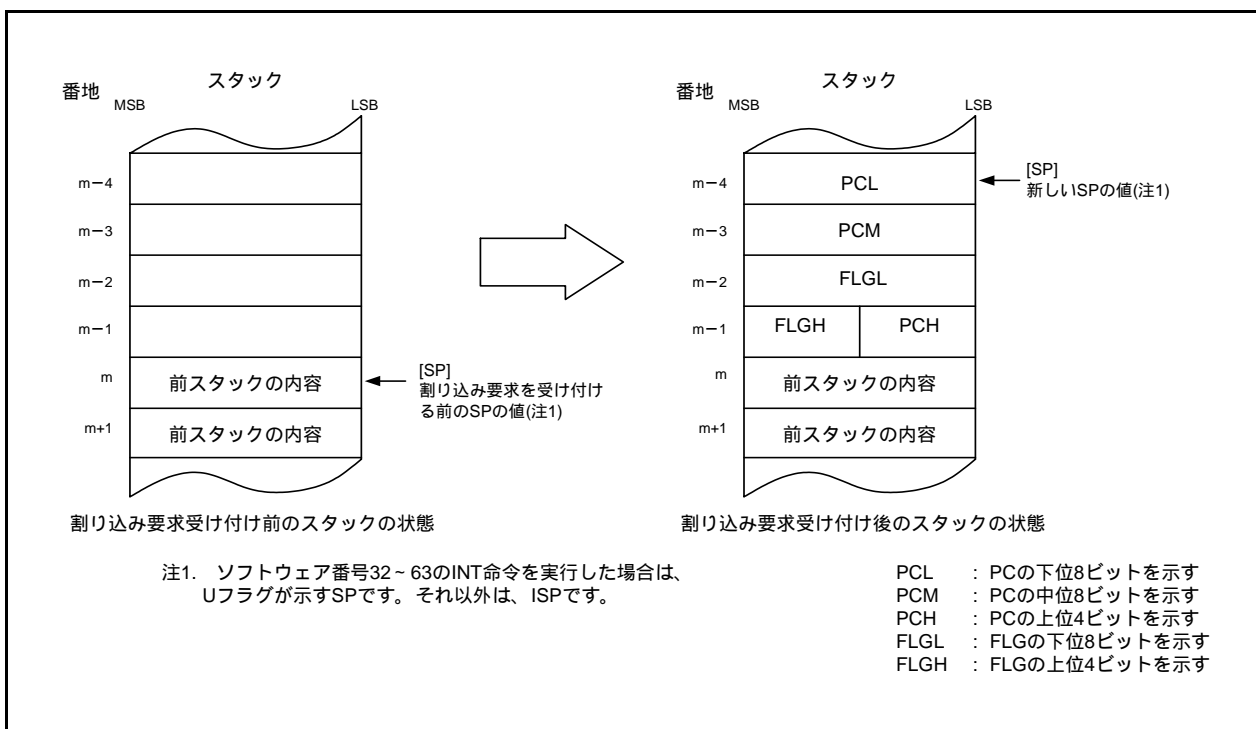 番地 スタック
MSB LSB
m－4
m－3
m－2
m－1
m 前スタックの内容
m+1 前スタックの内容
[SP]
割り込み要求を受け付け
る前のSPの値(注1)
割り込み要求受け付け前のスタックの状態
番地 スタック
MSB LSB
m－4 PCL
m－3 PCM
m－2 FLGL
m－1 FLGH PCH
m 前スタックの内容
m+1 前スタックの内容
[SP]
新しいSPの値(注1)
割り込み要求受け付け後のスタックの状態
注1. ソフトウェア番号32～63のINT命令を実行した場合は、
Uフラグが示すSPです。それ以外は、ISPです。
PCL : PCの下位8ビットを示す
PCM : PCの中位8ビットを示す
PCH : PCの上位4ビットを示す
FLGL : FLGの下位8ビットを示す
FLGH : FLGの上位4ビットを示す